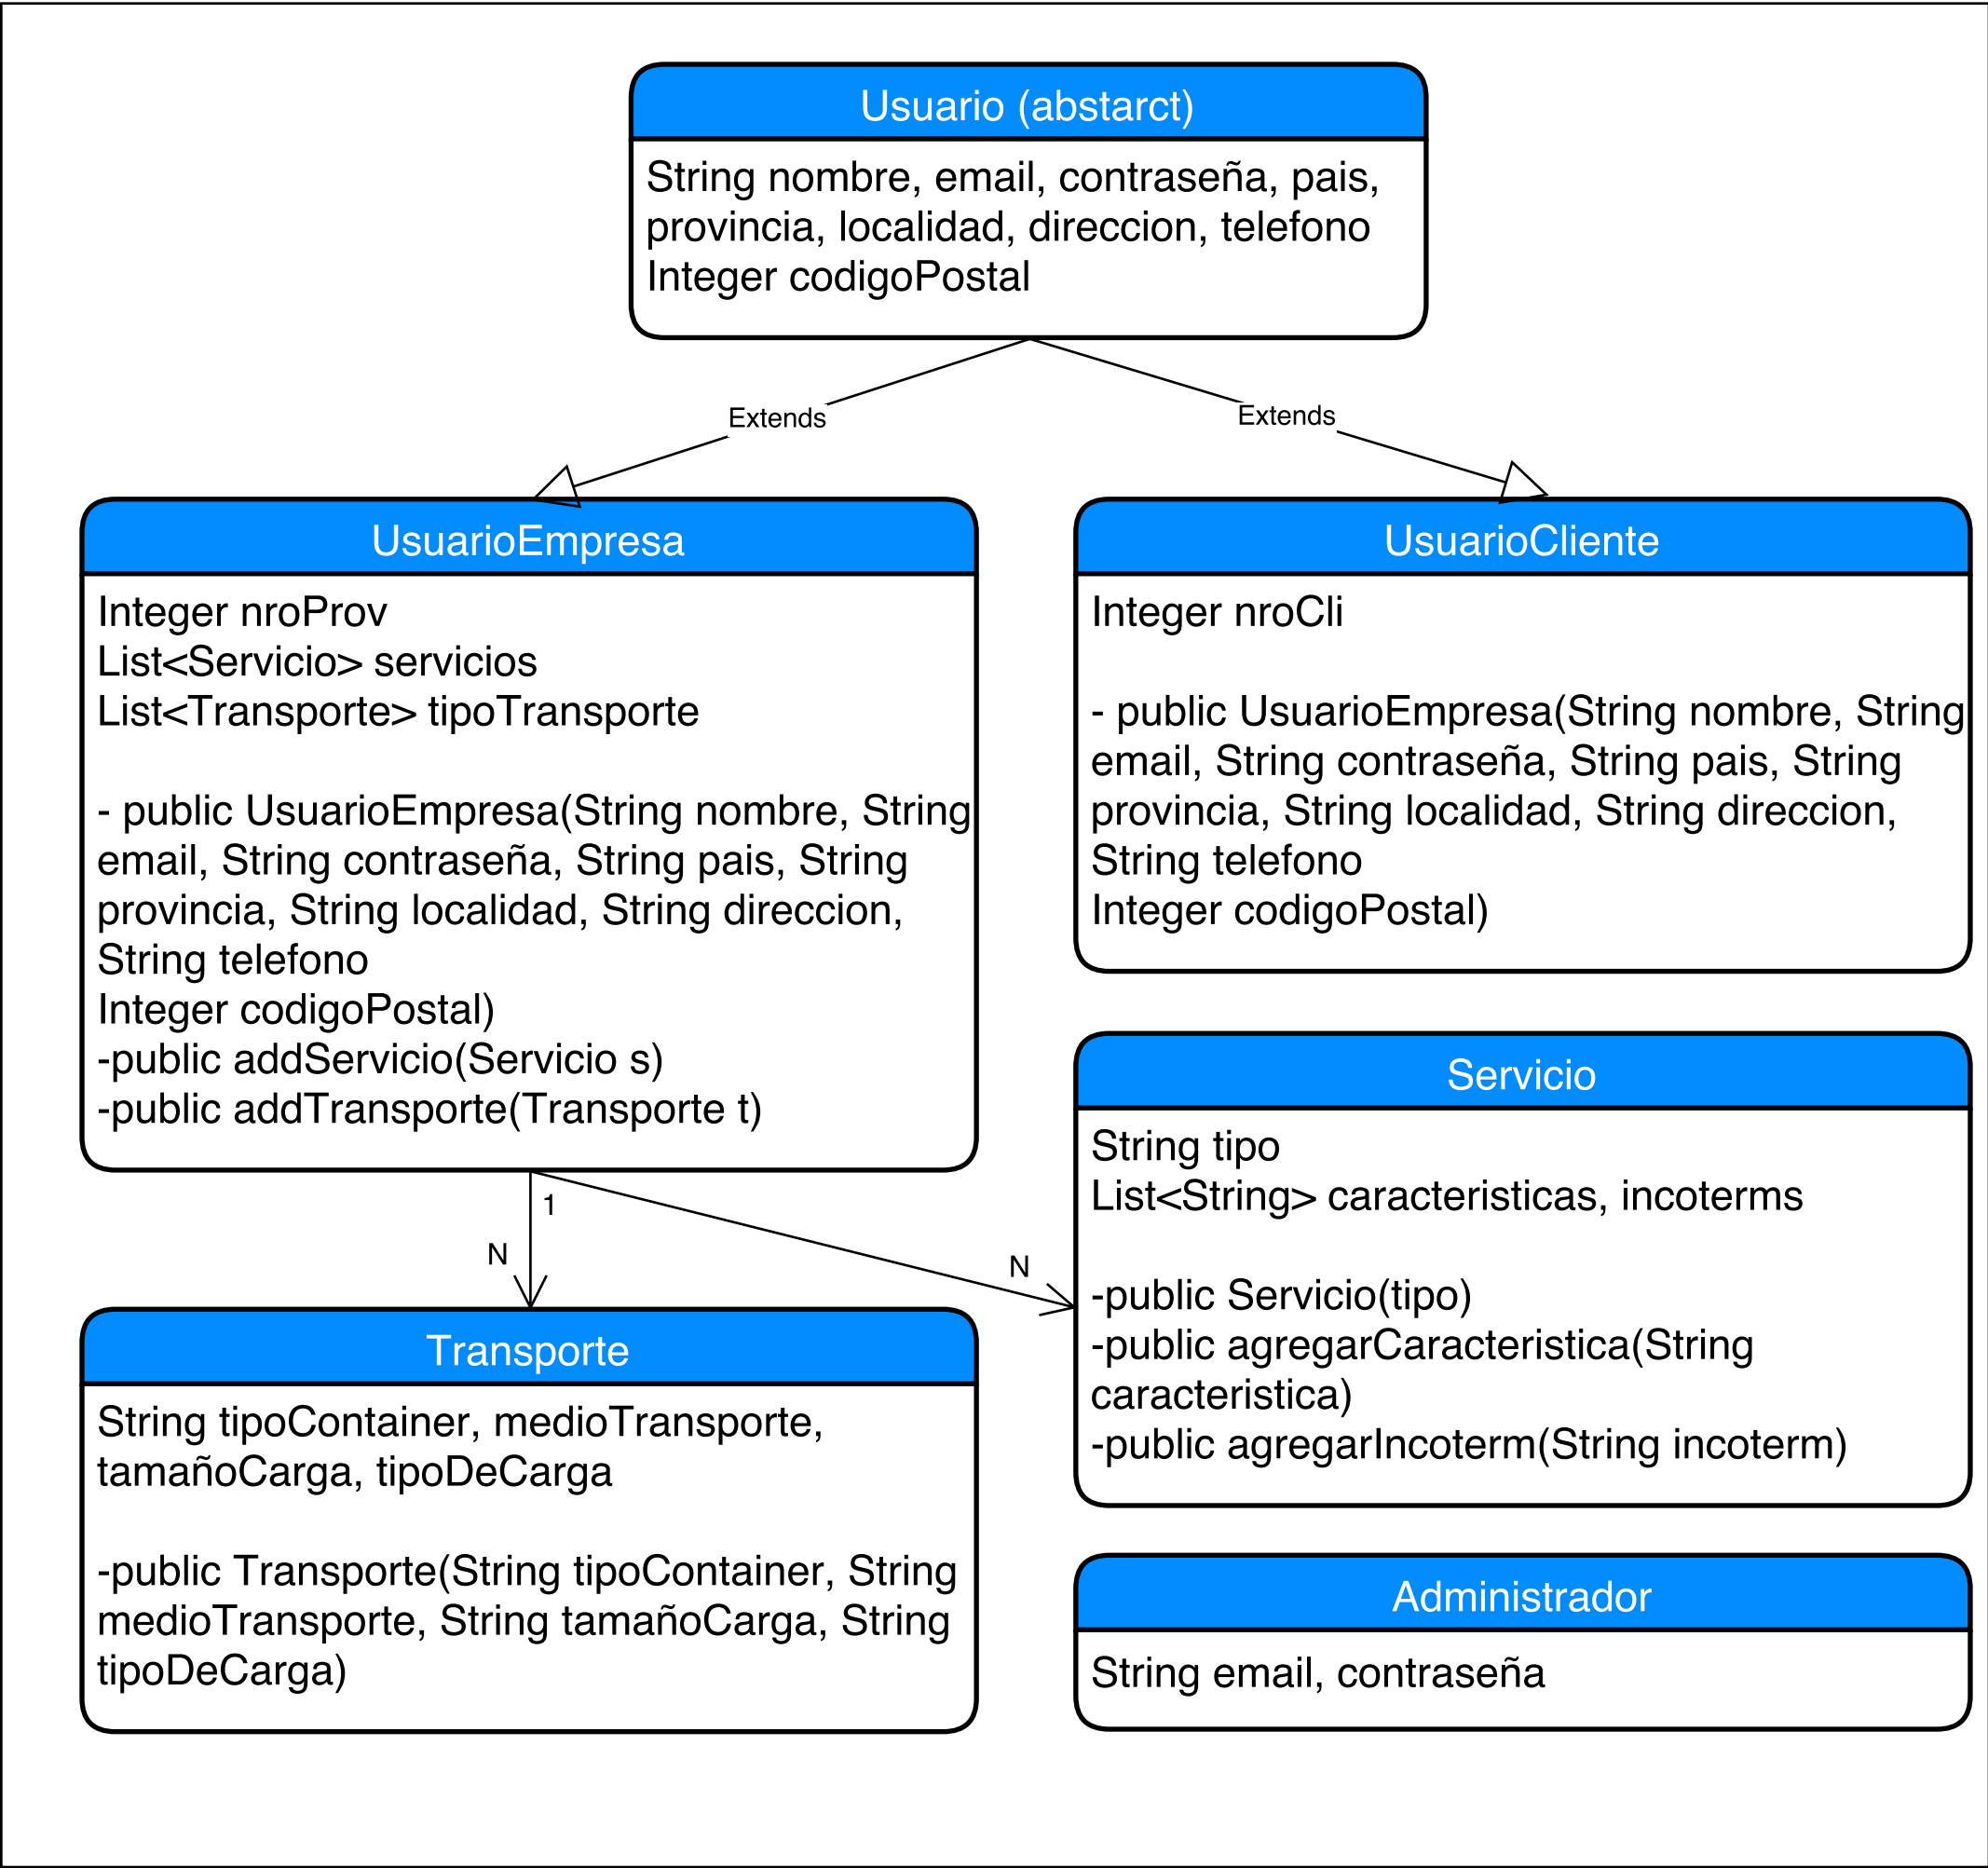 Usuario (abstarct)
String nombre, email, contraseña, pais,
provincia, localidad, direccion, telefono
Integer codigoPostal
Extends
Extends
UsuarioEmpresa
Integer nroProv
List<Servicio> servicios
List<Transporte> tipoTransporte
- public UsuarioEmpresa(String nombre, String
email, String contraseña, String pais, String
provincia, String localidad, String direccion,
String telefono
Integer codigoPostal)
-public addServicio(Servicio s)
-public addTransporte(Transporte t)
UsuarioCliente
Integer nroCli
- public UsuarioEmpresa(String nombre, String
email, String contraseña, String pais, String
provincia, String localidad, String direccion,
String telefono
Integer codigoPostal)
1
N
N
Servicio
String tipo
List<String> caracteristicas, incoterms
-public Servicio(tipo)
-public agregarCaracteristica(String
caracteristica)
-public agregarIncoterm(String incoterm)
Transporte
String tipoContainer, medioTransporte,
tamañoCarga, tipoDeCarga
-public Transporte(String tipoContainer, String
medioTransporte, String tamañoCarga, String
tipoDeCarga)
Administrador
String email, contraseña